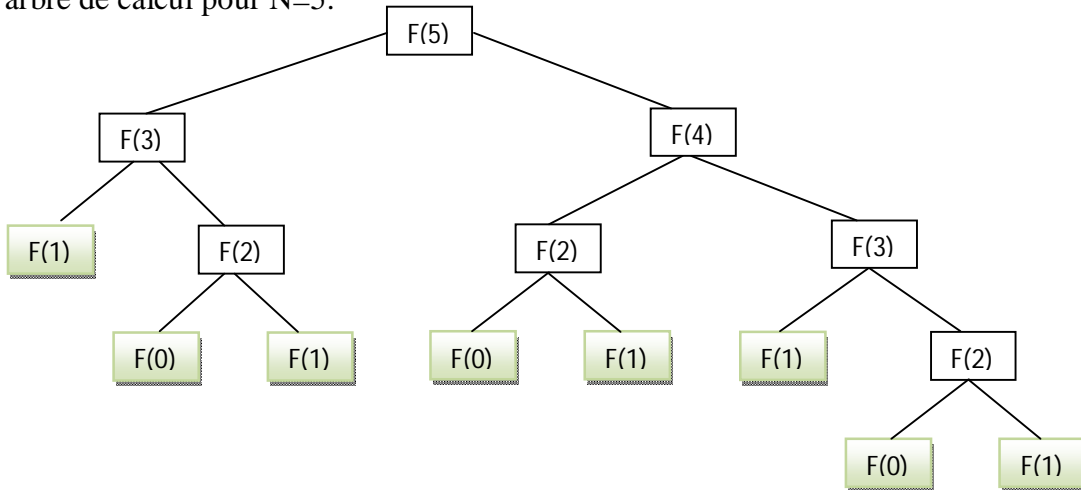 arbre de calcul pour N=5:
F(5)
F(3) F(4)
F(1) F(2) F(2) F(3)
F(0) F(1) F(0) F(1) F(1) F(2)
F(0) F(1)